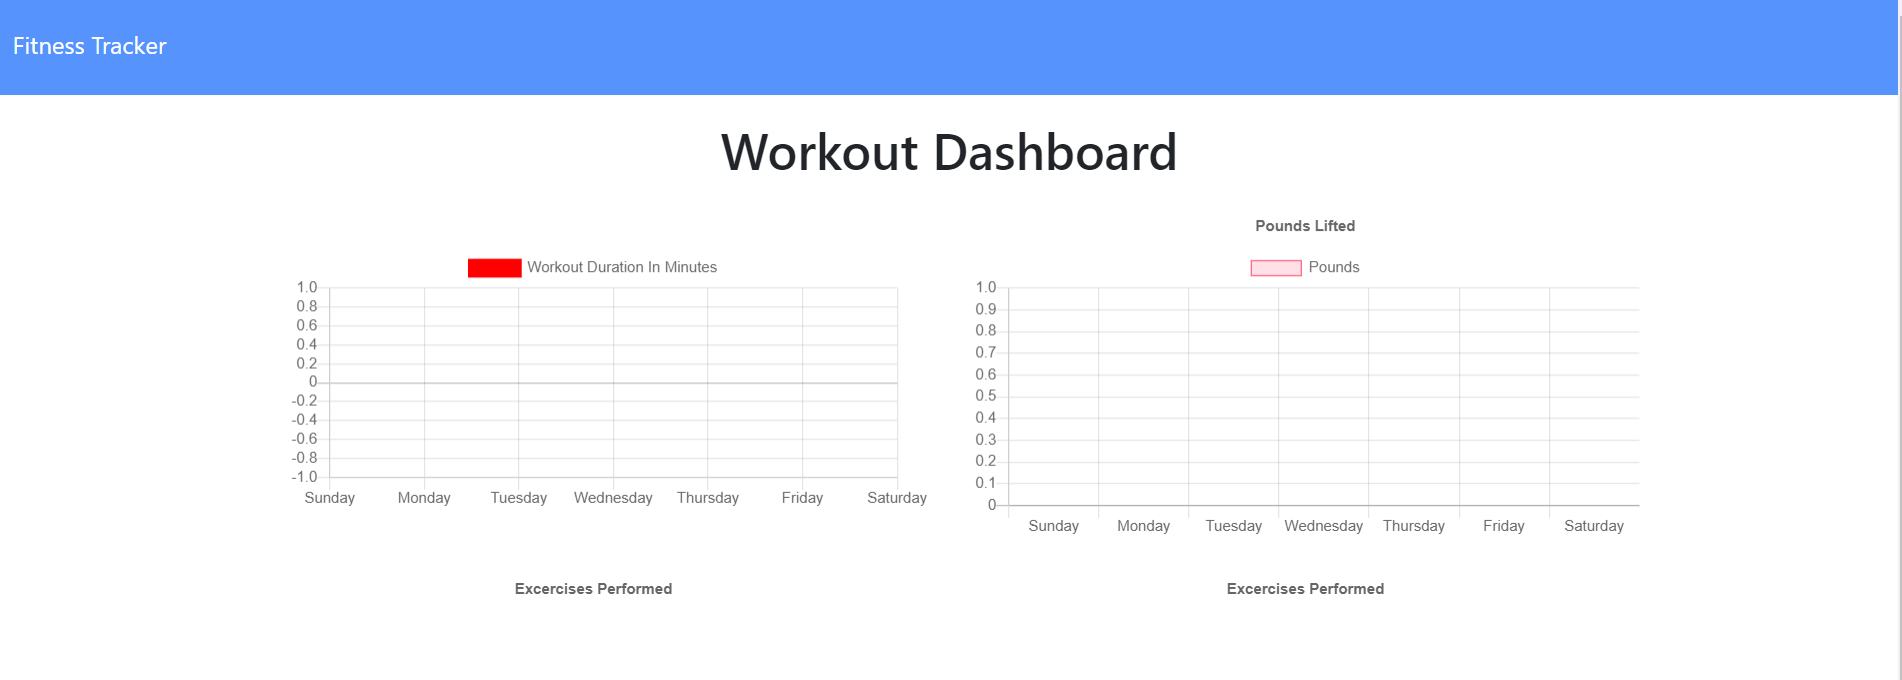 Fitness Tracker
Workout Dashboard
Workout Duration In Minutes
1.0
0.8
0.6
0.4
0.2
0
-0.2
-0.4
-0.6
-0.8
-1.0
Sunday Monday Tuesday Wednesday Thursday Friday Saturday
Pounds Lifted
Pounds
1.0
0.9
0.8
0.7
0.6
0.5
0.4
0.3
0.2
0.1
0
Sunday Monday Tuesday Wednesday Thursday Friday Saturday
Excercises Performed
Excercises Performed